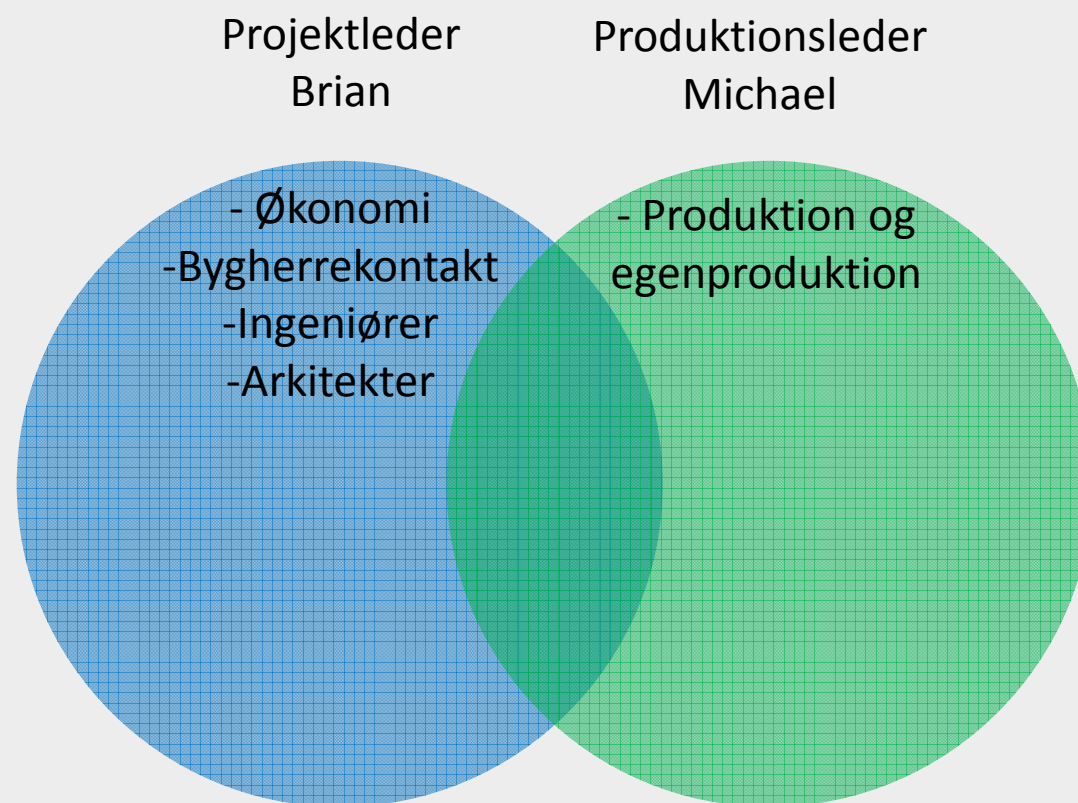 Projektleder
Brian
Produktionsleder
Michael
- Økonomi
-Bygherrekontakt
-Ingeniører
-Arkitekter
- Produktion og
egenproduktion